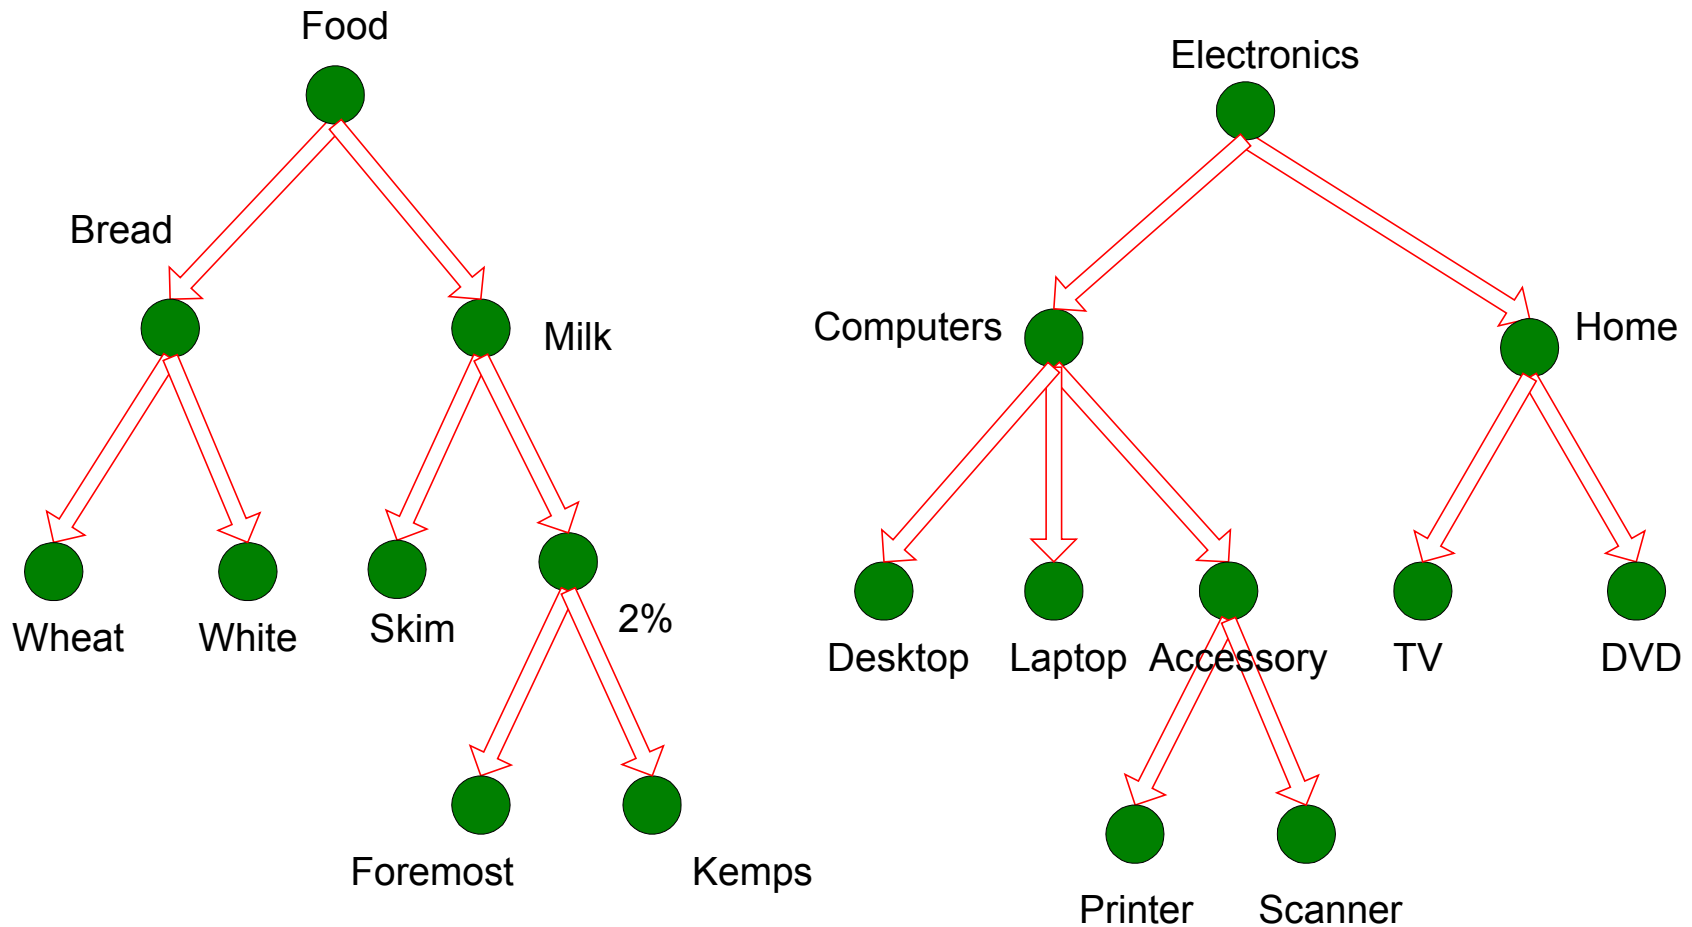 Food
Electronics
Bread
Milk
Computers
Home
Wheat
White
Skim
2%
Desktop
Laptop
Accessory
TV
DVD
Foremost
Kemps
Printer
Scanner